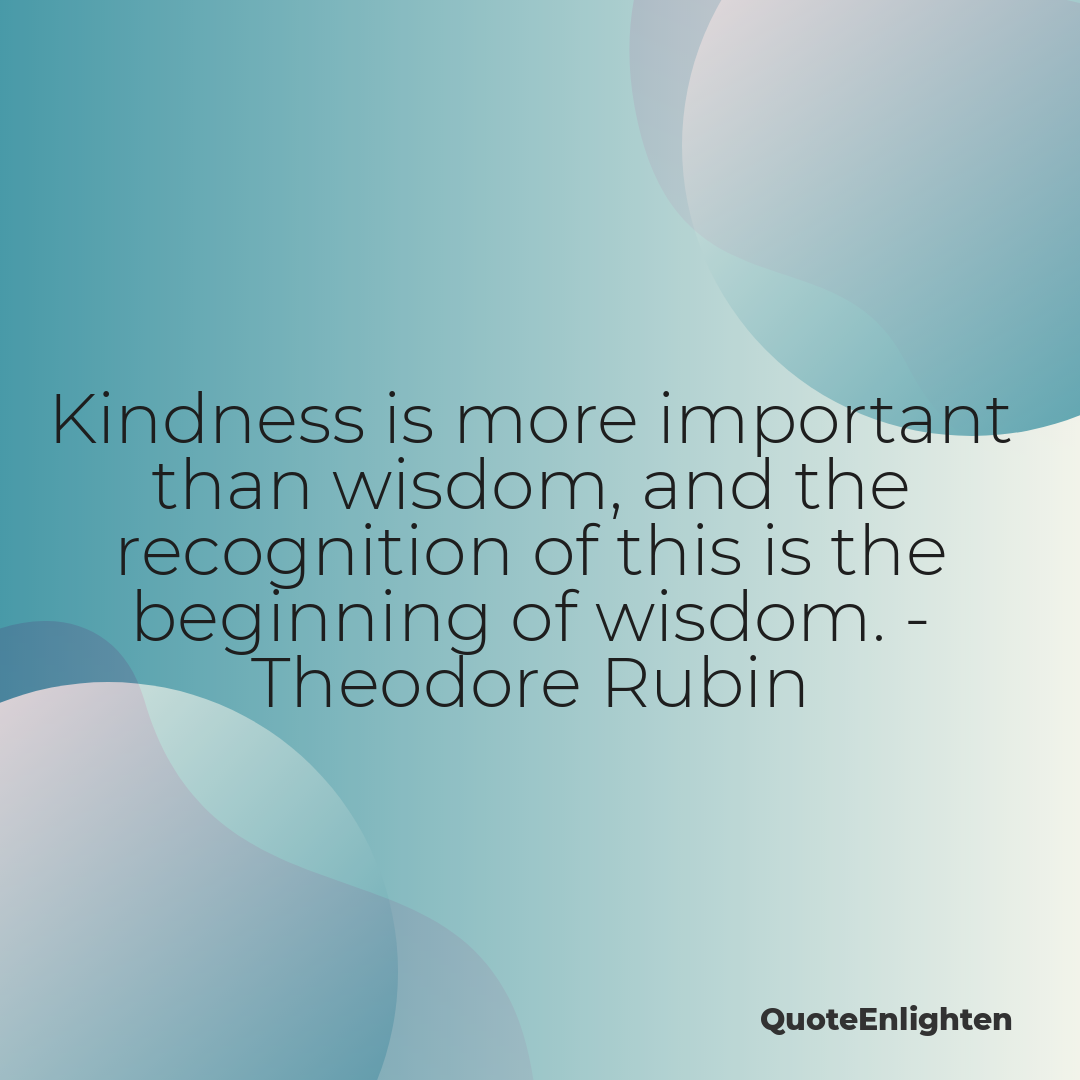 Kindness is more important
than wisdom, and the
recognition of this is the
beginning of wisdom. -
Theodore Rubin
QuoteEnlighten